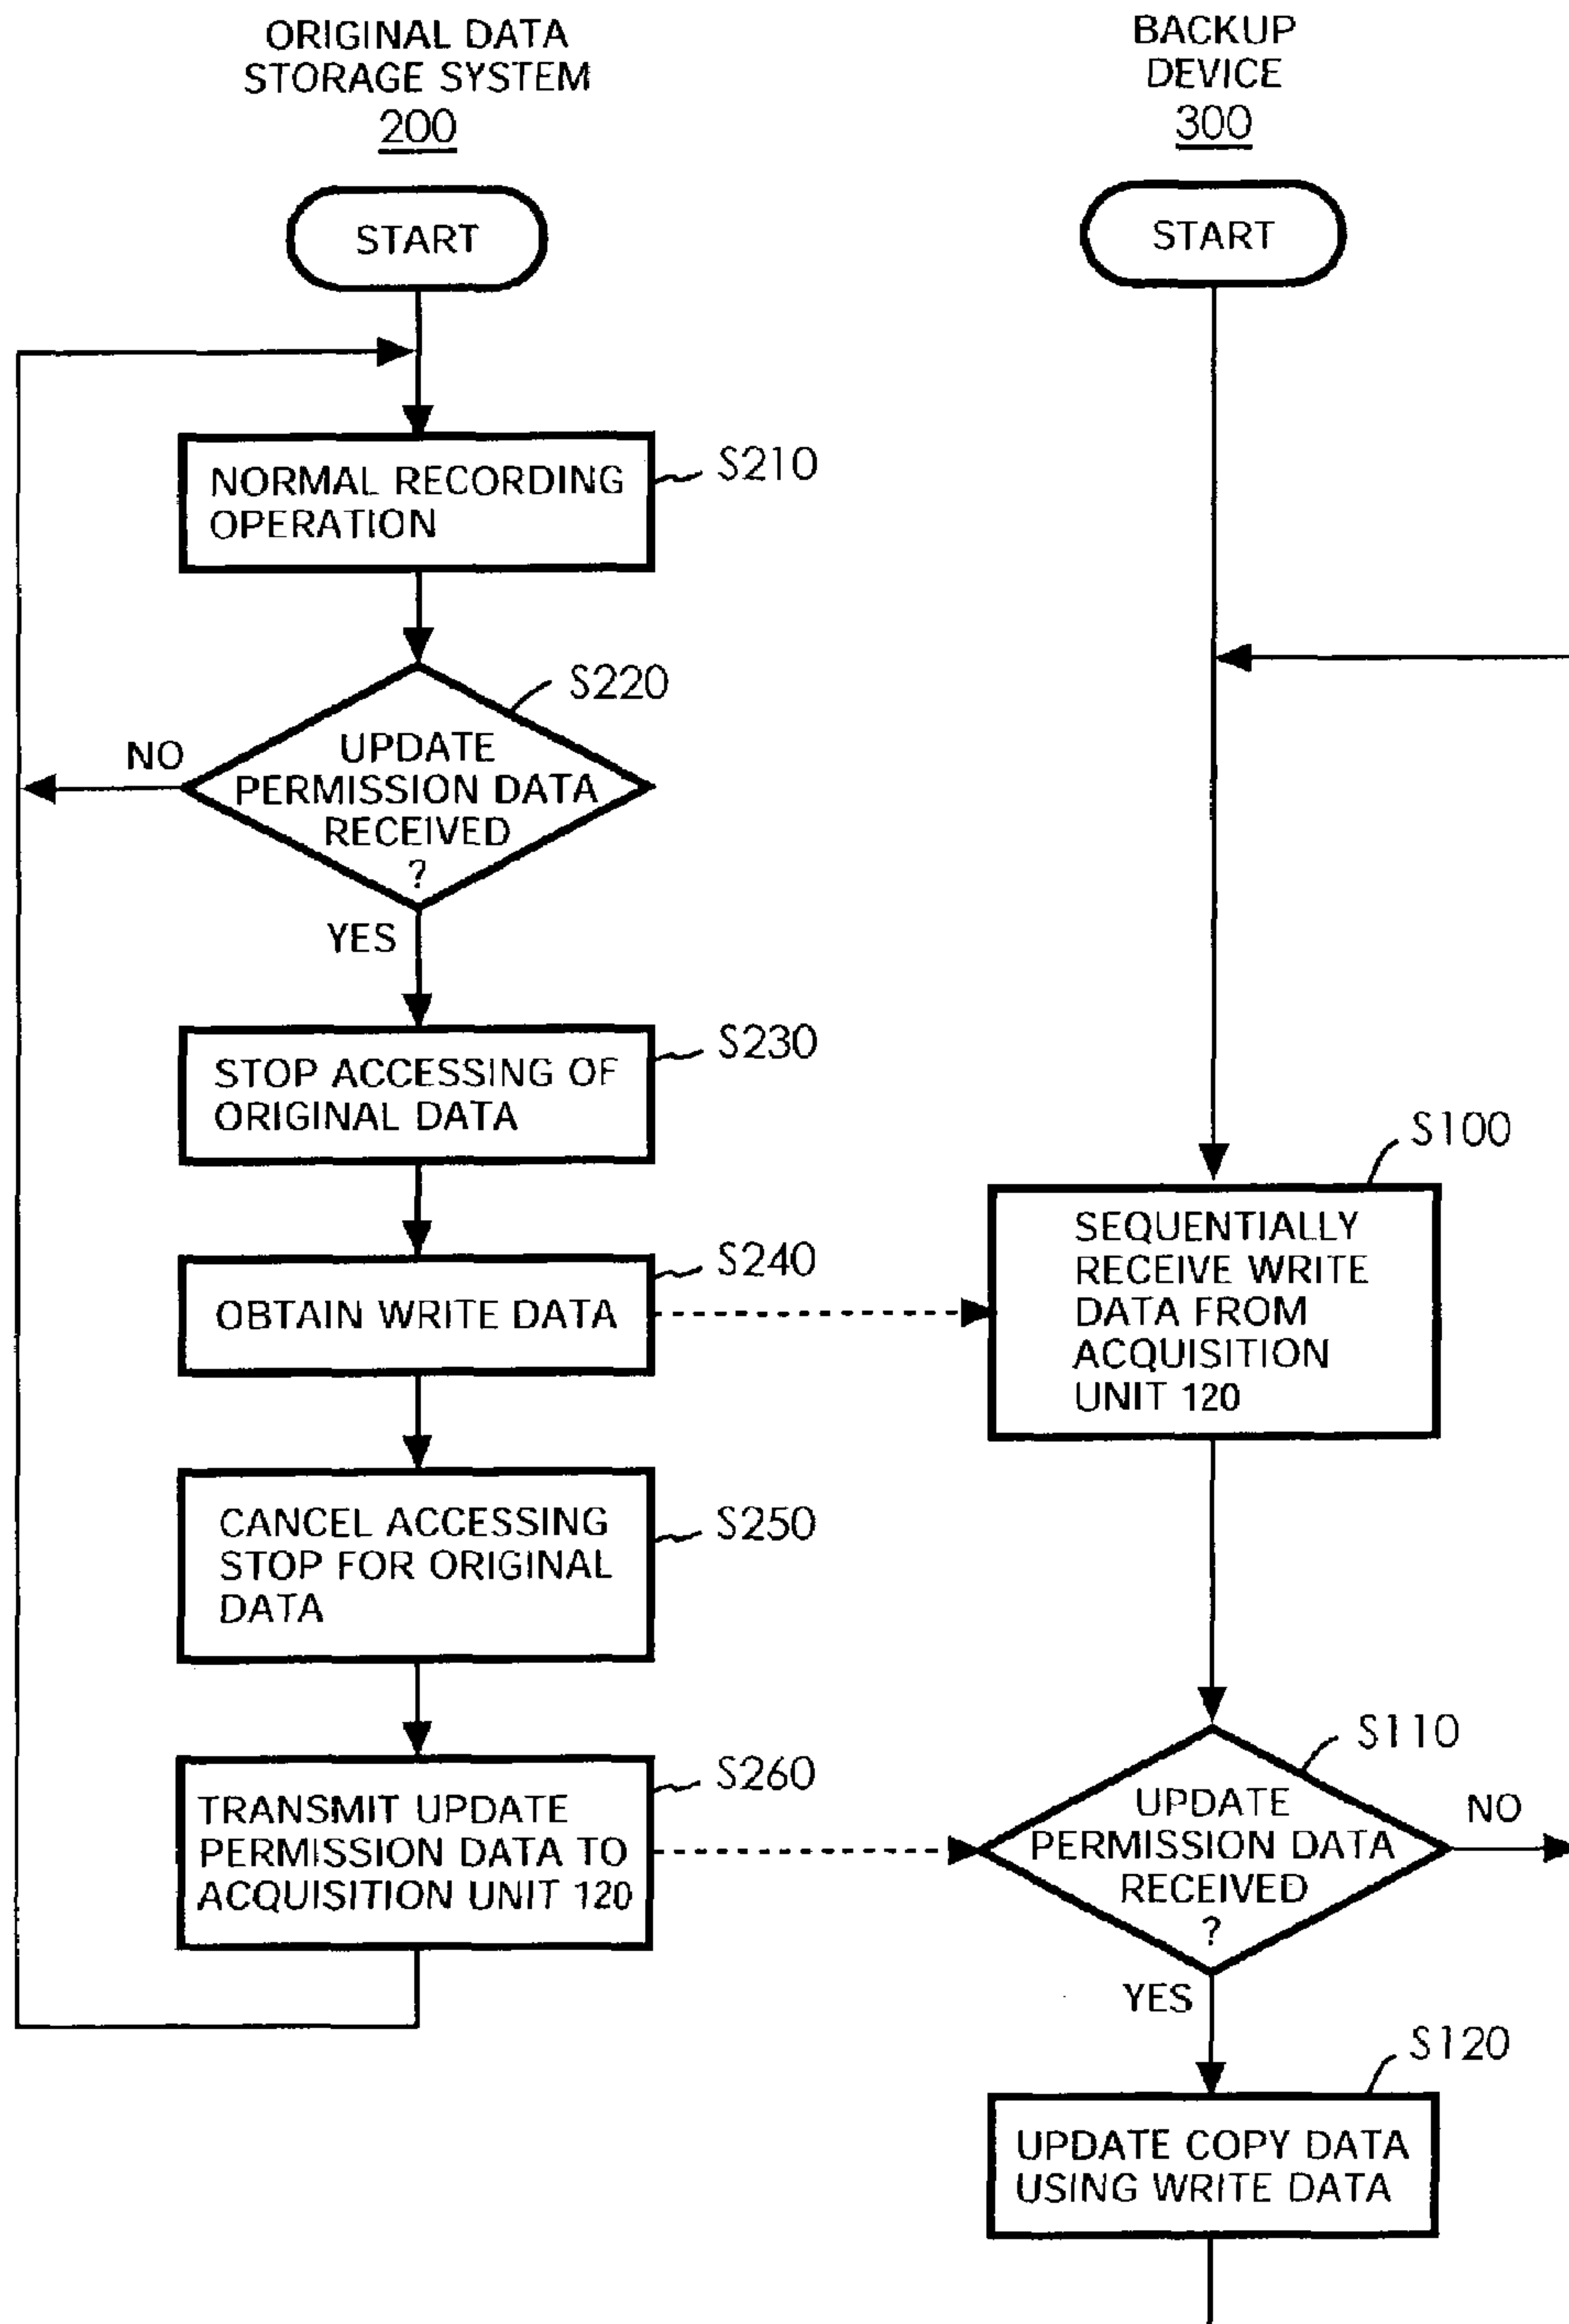 ORIGINAL DATA
STORAGE SYSTEM
200
START
NORMAL RECORDING
OPERATION
S210
S220
UPDATE
PERMISSION DATA
RECEIVED
?
NO
YES
STOP ACCESSING OF
ORIGINAL DATA
S230
OBTAIN WRITE DATA
S240
CANCEL ACCESSING
STOP FOR ORIGINAL
DATA
S250
TRANSMIT UPDATE
PERMISSION DATA TO
ACQUISITION UNIT 120
S260
BACKUP
DEVICE
300
START
S100
SEQUENTIALLY
RECEIVE WRITE
DATA FROM
ACQUISITION
UNIT 120
S110
UPDATE
PERMISSION DATA
RECEIVED
?
NO
YES
S120
UPDATE COPY DATA
USING WRITE DATA